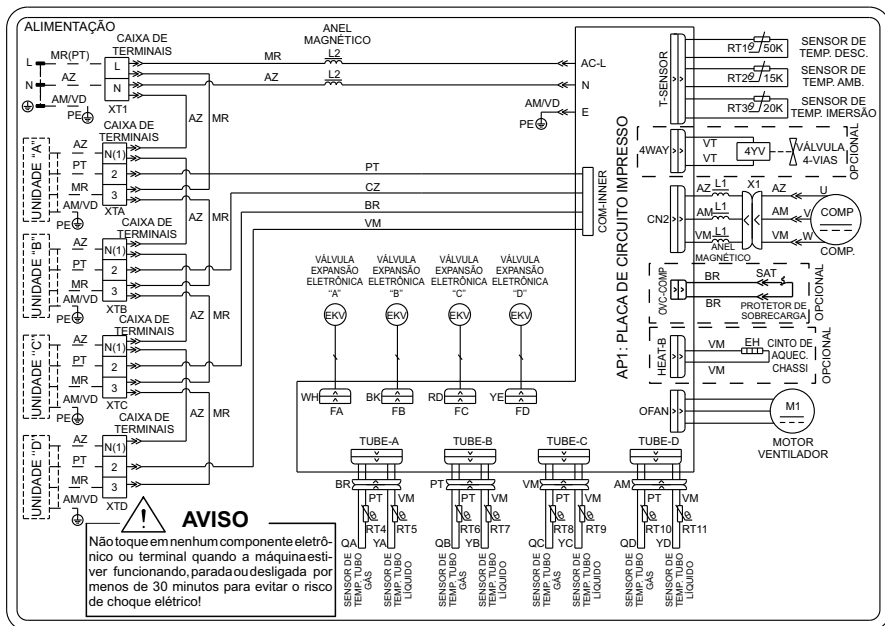 ALIMENTAÇÃO
CAIXA DE
TERMINAIS
L
N
MR(PT)
AZ
AM/VD
PE
L
N
XT1
ANEL
MAGNÉTICO
MR
L2
AZ
L2
AC-L
N
AM/VD
E
PE
AZ
MR
UNIDADE "A"
CAIXA DE
TERMINAIS
AZ
PT
MR
AM/VD
PE
N(1)
2
3
XTA
AZ
MR
UNIDADE "B"
CAIXA DE
TERMINAIS
AZ
PT
MR
AM/VD
PE
N(1)
2
3
XTB
AZ
MR
UNIDADE "C"
CAIXA DE
TERMINAIS
AZ
PT
MR
AM/VD
PE
N(1)
2
3
XTC
AZ
MR
UNIDADE "D"
CAIXA DE
TERMINAIS
AZ
PT
MR
AM/VD
N(1)
2
3
XTD
PT
CZ
BR
VM
COM-INNER
AP1: PLACA DE CIRCUITO IMPRESSO
T-SENSOR
RT1
50K
SENSOR DE
TEMP. DESC.
RT2
15K
SENSOR DE
TEMP. AMB.
RT3
20K
SENSOR DE
TEMP. IMERSÃO
4WAY
VT
VT
4YV
VÁLVULA
4-VIAS
OPCIONAL
CN2
AZ
L1
X1
AZ
U
AM
L1
AM
V
VM
L1
VM
W
ANEL
MAGNÉTICO
COMP
COMP.
OVC-COMP
BR
SAT
BR
PROTETOR DE
SOBRECARGA
OPCIONAL
HEAT-B
VM
EH
VM
CINTO DE
AQUEC.
CHASSI
OPCIONAL
OFAN
M1
MOTOR
VENTILADOR
VÁLVULA
EXPANSÃO
ELETRÔNICA
"A"
EKV
WH
FA
VÁLVULA
EXPANSÃO
ELETRÔNICA
"B"
EKV
BK
FB
VÁLVULA
EXPANSÃO
ELETRÔNICA
"C"
EKV
RD
FC
VÁLVULA
EXPANSÃO
ELETRÔNICA
"D"
EKV
YE
FD
TUBE-A
BR
PT
VM
RT4
RT5
QA
YA
SENSOR DE
TEMP. TUBO
GÁS
SENSOR DE
TEMP. TUBO
LÍQUIDO
TUBE-B
PT
PT
VM
RT6
RT7
QB
YB
SENSOR DE
TEMP. TUBO
GÁS
SENSOR DE
TEMP. TUBO
LÍQUIDO
TUBE-C
VM
PT
VM
RT8
RT9
QC
YC
SENSOR DE
TEMP. TUBO
GÁS
SENSOR DE
TEMP. TUBO
LÍQUIDO
TUBE-D
AM
PT
VM
RT10
RT11
QD
YD
SENSOR DE
TEMP. TUBO
GÁS
SENSOR DE
TEMP. TUBO
LÍQUIDO
! AVISO
Não toque em nenhum componente eletrô-
nico ou terminal quando a máquina esti-
ver funcionando, parada ou desligada por
menos de 30 minutos para evitar o risco
de choque elétrico!